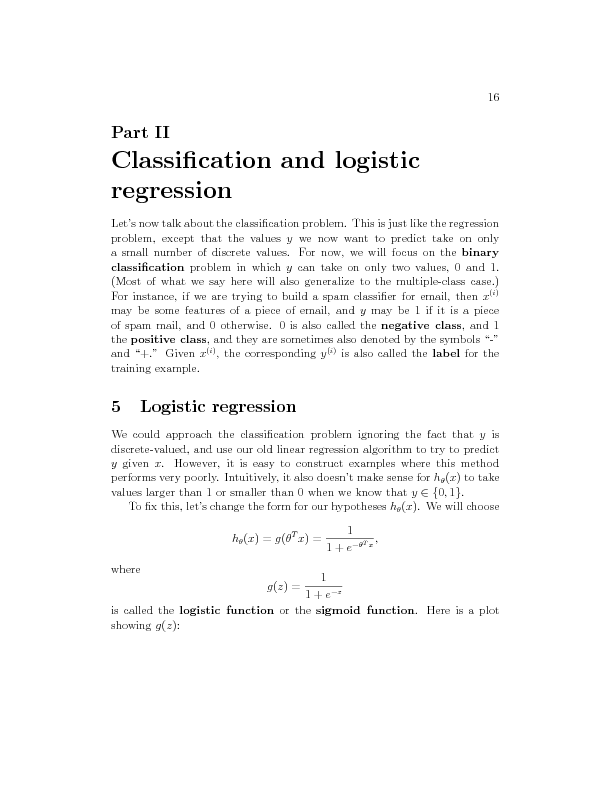 16
Part II
Classification and logistic
regression
Let's now talk about the classification problem. This is just like the regression
problem, except that the values y we now want to predict take on only
a small number of discrete values. For now, we will focus on the binary
classification problem in which y can take on only two values, 0 and 1.
(Most of what we say here will also generalize to the multiple-class case.)
For instance, if we are trying to build a spam classifier for email, then x^{(i)}
may be some features of a piece of email, and y may be 1 if it is a piece
of spam mail, and 0 otherwise. 0 is also called the negative class, and 1
the positive class, and they are sometimes also denoted by the symbols “-”
and “+.” Given x^{(i)}, the corresponding y^{(i)} is also called the label for the
training example.
5 Logistic regression
We could approach the classification problem ignoring the fact that y is
discrete-valued, and use our old linear regression algorithm to try to predict
y given x. However, it is easy to construct examples where this method
performs very poorly. Intuitively, it also doesn't make sense for h_θ(x) to take
values larger than 1 or smaller than 0 when we know that y ∈ {0, 1}.
To fix this, let's change the form for our hypotheses h_θ(x). We will choose
h_θ(x) = g(θ^T x) = 1 / (1 + e^{−θ^T x}),
where
g(z) = 1 / (1 + e^{−z})
is called the logistic function or the sigmoid function. Here is a plot
showing g(z):